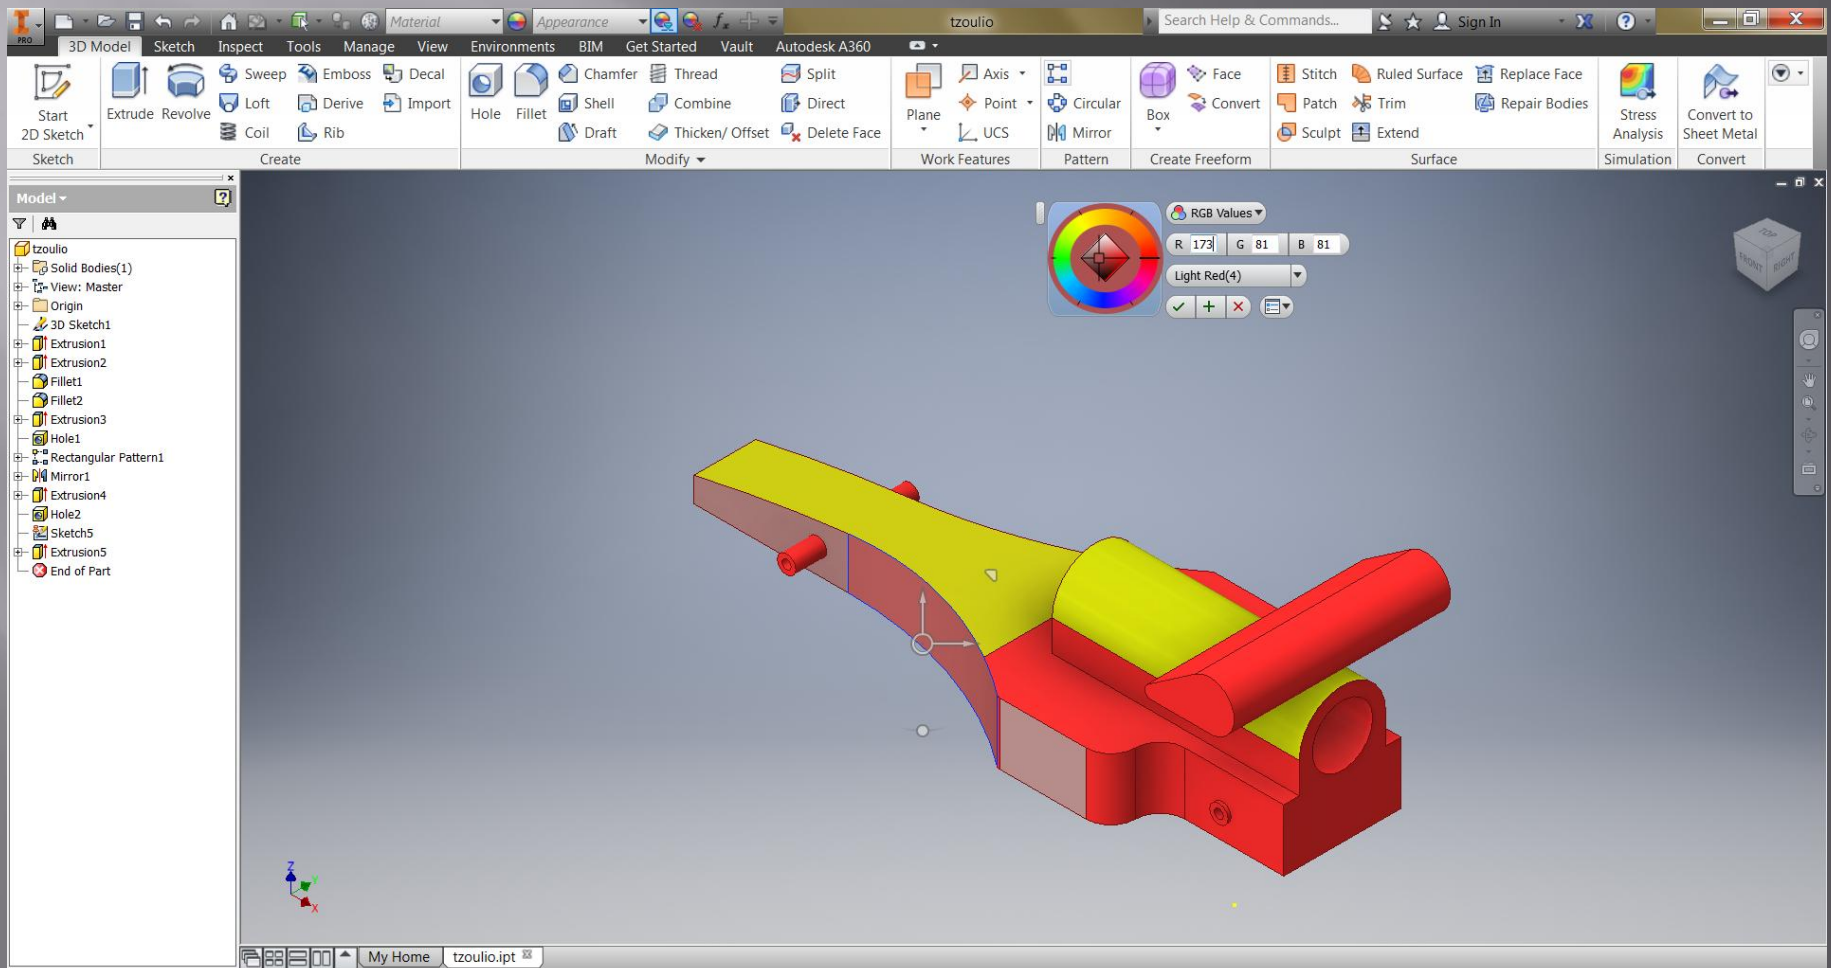 PRO
Material
Appearance
tzoulio
Search Help & Commands...
Sign In
3D Model Sketch Inspect Tools Manage View Environments BIM Get Started Vault Autodesk A360
Start
2D Sketch
Extrude
Revolve
Sweep
Loft
Coil
Emboss
Derive
Rib
Decal
Import
Hole
Fillet
Chamfer
Shell
Draft
Thread
Combine
Thicken/ Offset
Split
Direct
Delete Face
Plane
Axis
Point
UCS
Circular
Mirror
Box
Face
Convert
Stitch
Patch
Sculpt
Ruled Surface
Trim
Extend
Replace Face
Repair Bodies
Stress
Analysis
Convert to
Sheet Metal
Sketch Create Modify Work Features Pattern Create Freeform Surface Simulation Convert
Model
tzoulio
Solid Bodies(1)
View: Master
Origin
3D Sketch1
Extrusion1
Extrusion2
Fillet1
Fillet2
Extrusion3
Hole1
Rectangular Pattern1
Mirror1
Extrusion4
Hole2
Sketch5
Extrusion5
End of Part
RGB Values
R 173 G 81 B 81
Light Red(4)
TOP
FRONT RIGHT
Z
Y
X
My Home tzoulio.ipt